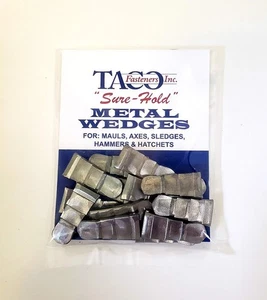 TACO
Fasteners Inc.
"Sure-Hold"
METAL
WEDGES
FOR: MAULS, AXES, SLEDGES,
HAMMERS & HATCHETS